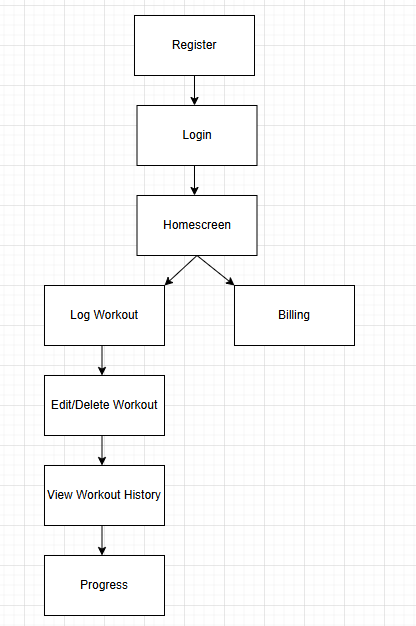 Register
Login
Homescreen
Log Workout
Billing
Edit/Delete Workout
View Workout History
Progress